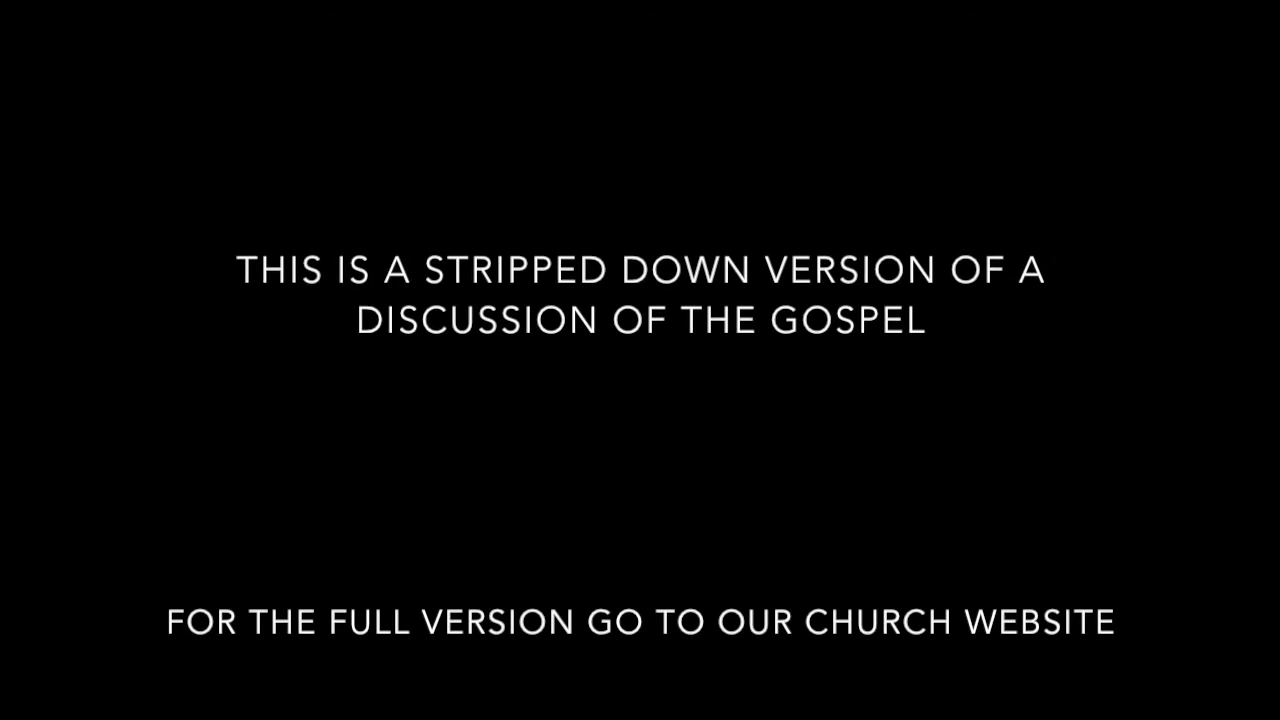 THIS IS A STRIPPED DOWN VERSION OF A
DISCUSSION OF THE GOSPEL
FOR THE FULL VERSION GO TO OUR CHURCH WEBSITE